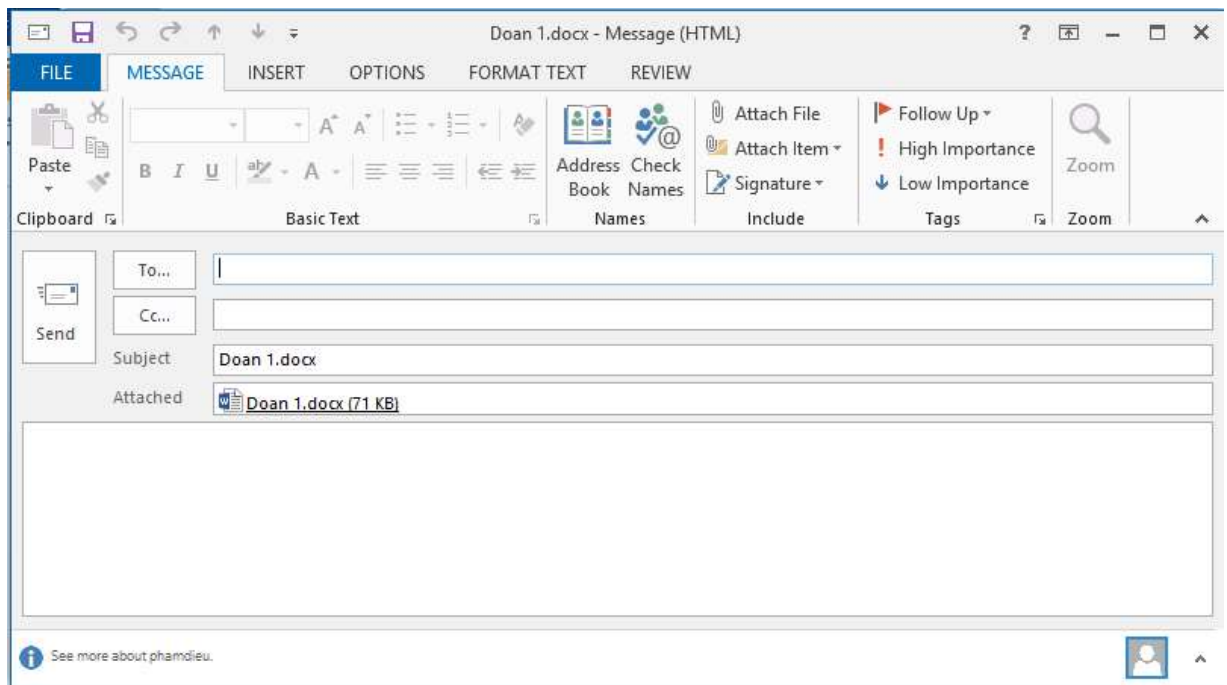 Doan 1.docx - Message (HTML)
?
FILE MESSAGE INSERT OPTIONS FORMAT TEXT REVIEW
Paste
Clipboard
A A
B I U aby A
Basic Text
Address Book
Check Names
Names
Attach File
Attach Item
Signature
Include
Follow Up
High Importance
Low Importance
Tags
Zoom
Zoom
Send
To...
Cc...
Subject Doan 1.docx
Attached Doan 1.docx (71 KB)
See more about phamdieu.